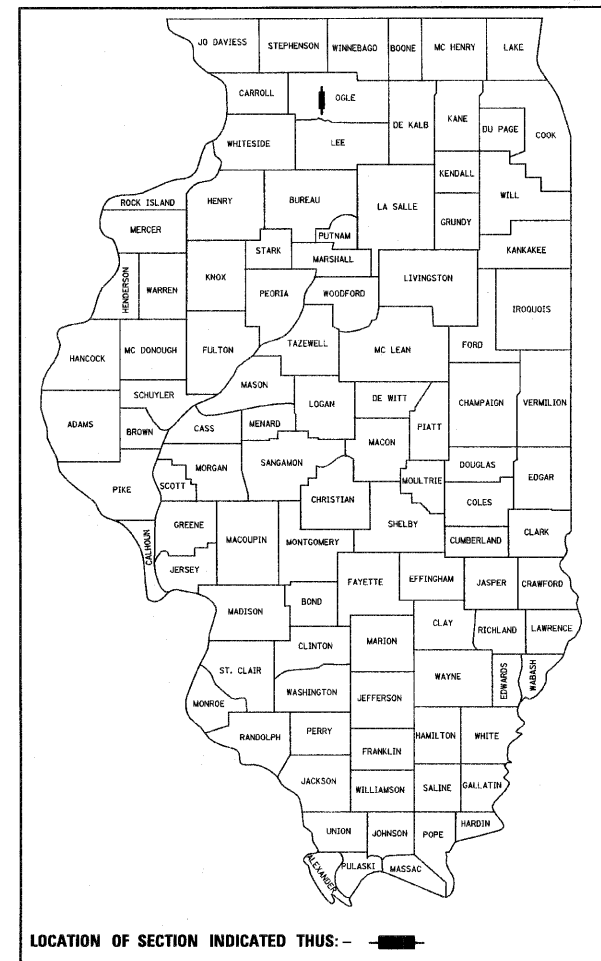 JO DAVIESS
STEPHENSON
WINNEBAGO
BOONE
MC HENRY
LAKE
CARROLL
OGLE
DE KALB
KANE
DU PAGE
COOK
WHITESIDE
LEE
KENDALL
WILL
ROCK ISLAND
HENRY
BUREAU
LA SALLE
GRUNDY
MERCER
PUTNAM
KANKAKEE
STARK
MARSHALL
HENDERSON
WARREN
KNOX
PEORIA
WOODFORD
LIVINGSTON
IROQUOIS
HANCOCK
MC DONOUGH
FULTON
TAZEWELL
MC LEAN
FORD
MASON
SCHUYLER
LOGAN
DE WITT
CHAMPAIGN
VERMILION
ADAMS
BROWN
CASS
MENARD
MACON
PIATT
MORGAN
SANGAMON
DOUGLAS
EDGAR
PIKE
SCOTT
CHRISTIAN
MOULTRIE
COLES
CALHOUN
GREENE
MACOUPIN
MONTGOMERY
SHELBY
CUMBERLAND
CLARK
JERSEY
FAYETTE
EFFINGHAM
JASPER
CRAWFORD
MADISON
BOND
CLAY
RICHLAND
LAWRENCE
MARION
CLINTON
ST. CLAIR
WAYNE
EDWARDS
WABASH
WASHINGTON
JEFFERSON
MONROE
RANDOLPH
PERRY
HAMILTON
WHITE
FRANKLIN
JACKSON
WILLIAMSON
SALINE
GALLATIN
UNION
JOHNSON
POPE
HARDIN
ALEXANDER
PULASKI
MASSAC
LOCATION OF SECTION INDICATED THUS: -